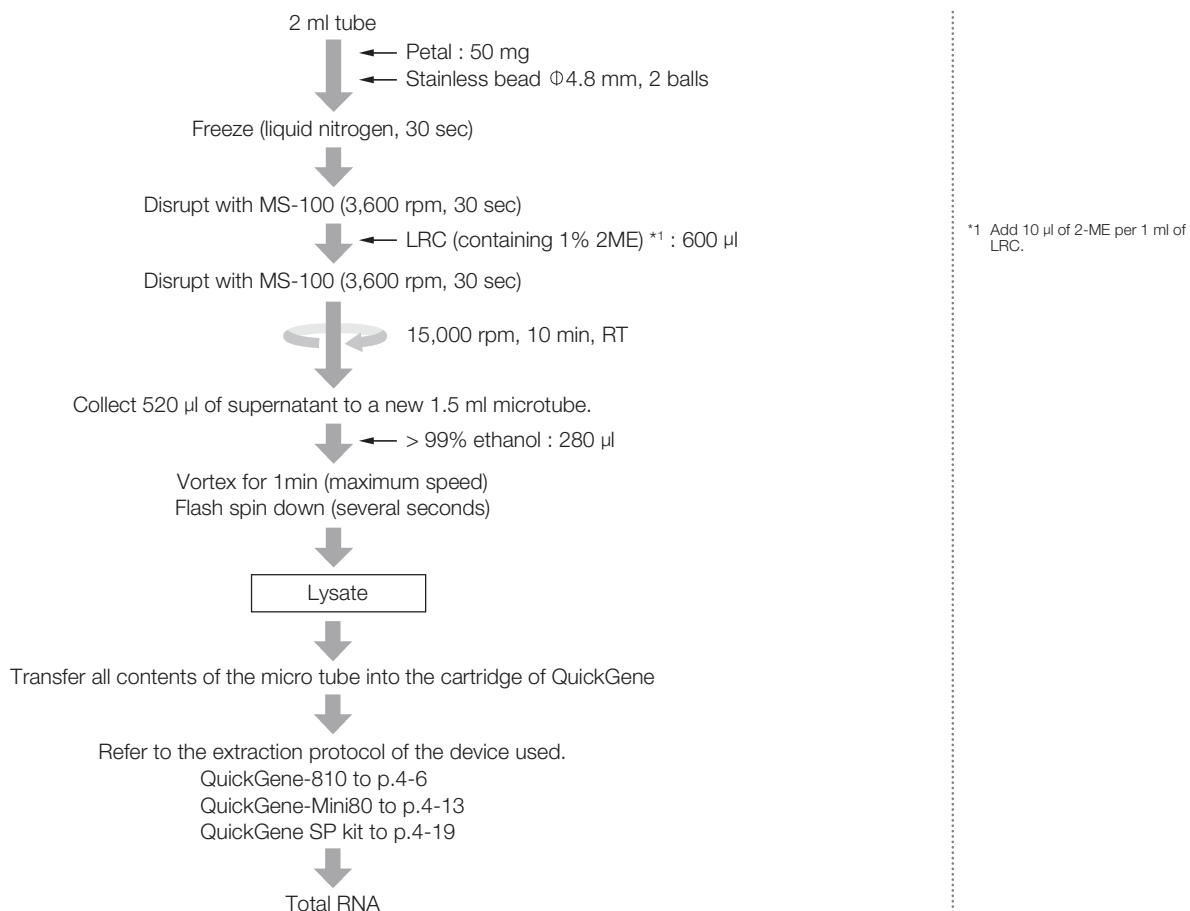 2 ml tube
Petal : 50 mg
Stainless bead Φ4.8 mm, 2 balls
Freeze (liquid nitrogen, 30 sec)
Disrupt with MS-100 (3,600 rpm, 30 sec)
LRC (containing 1% 2ME) *1 : 600 µl
*1 Add 10 µl of 2-ME per 1 ml of
LRC.
Disrupt with MS-100 (3,600 rpm, 30 sec)
15,000 rpm, 10 min, RT
Collect 520 µl of supernatant to a new 1.5 ml microtube.
> 99% ethanol : 280 µl
Vortex for 1min (maximum speed)
Flash spin down (several seconds)
Lysate
Transfer all contents of the micro tube into the cartridge of QuickGene
Refer to the extraction protocol of the device used.
QuickGene-810 to p.4-6
QuickGene-Mini80 to p.4-13
QuickGene SP kit to p.4-19
Total RNA